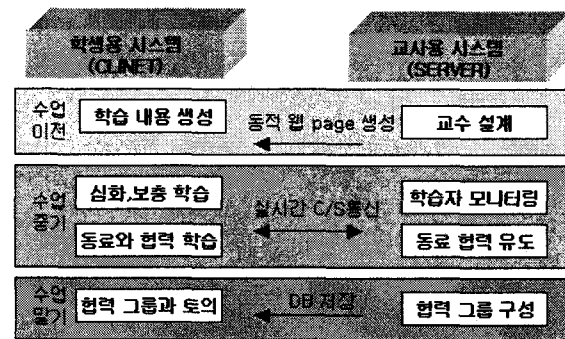 학생용 시스템
(CLINET)
교사용 시스템
(SERVER)
수업
이전
학습 내용 생성
동적 웹 page 생성
교수 설계
수업
중기
심화,보충 학습
동료와 협력 학습
실시간 C/S통신
학습자 모니터링
동료 협력 유도
수업
말기
협력 그룹과 토의
DB 저장
협력 그룹 구성